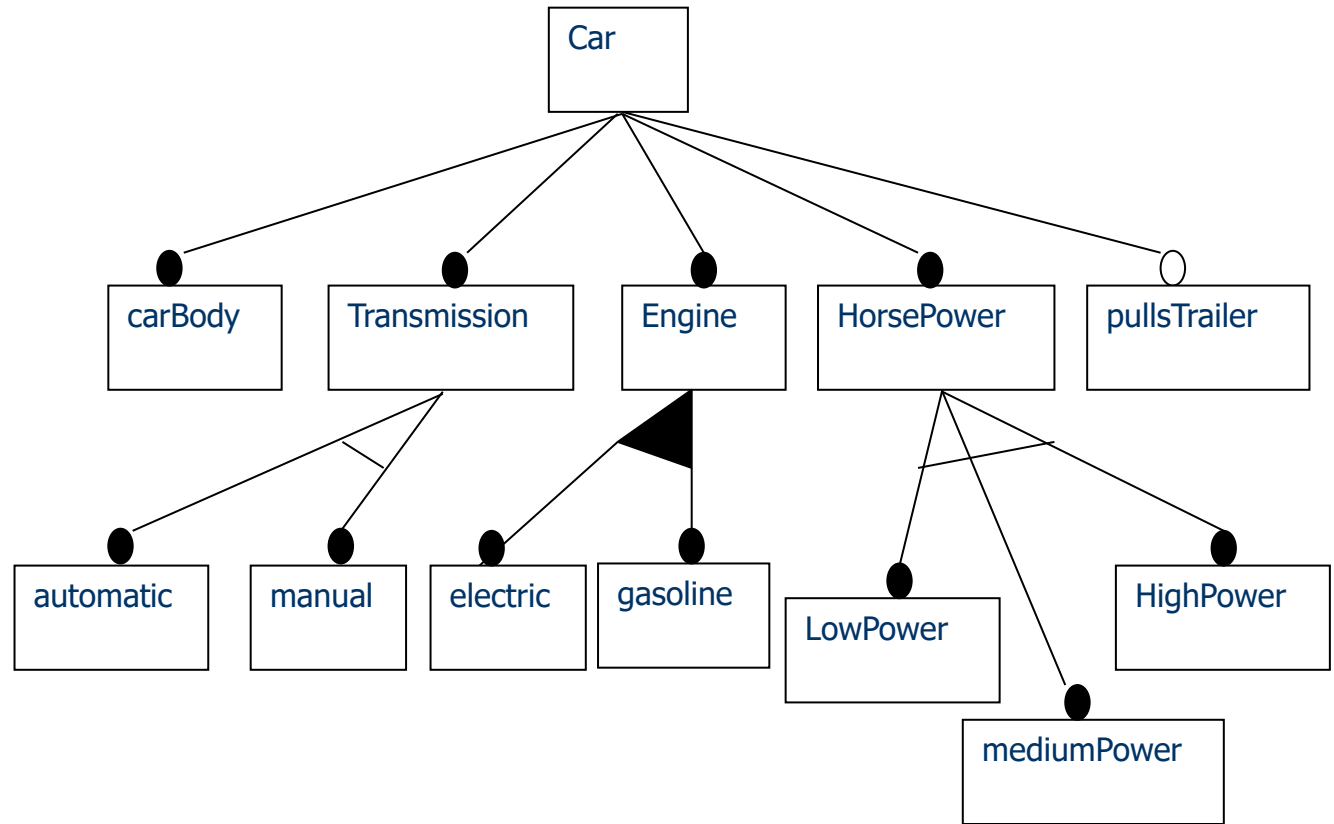 Car
carBody
Transmission
Engine
HorsePower
pullsTrailer
automatic
manual
electric
gasoline
LowPower
HighPower
mediumPower